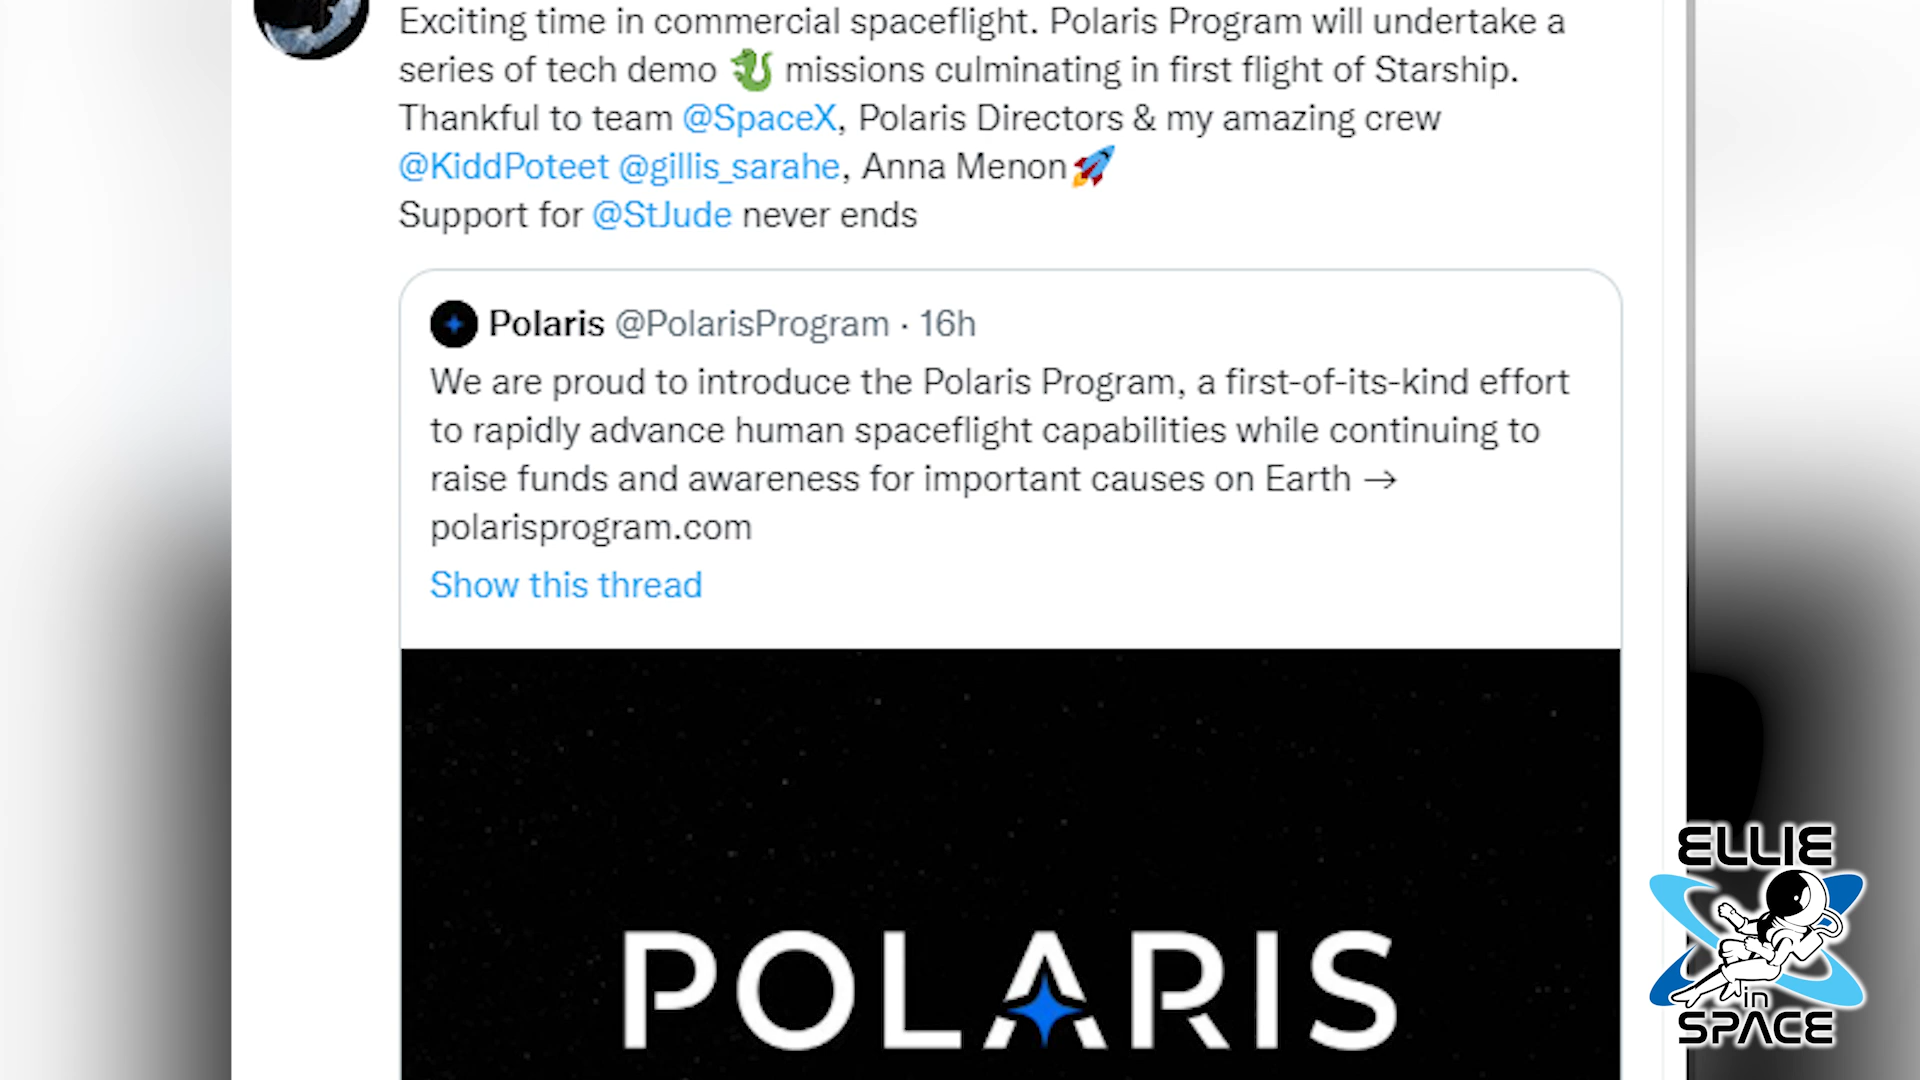 Exciting time in commercial spaceflight. Polaris Program will undertake a
series of tech demo 🐉 missions culminating in first flight of Starship.
Thankful to team @SpaceX, Polaris Directors & my amazing crew
@KiddPoteet @gillis_sarahe, Anna Menon🚀
Support for @StJude never ends
Polaris @PolarisProgram · 16h
We are proud to introduce the Polaris Program, a first-of-its-kind effort
to rapidly advance human spaceflight capabilities while continuing to
raise funds and awareness for important causes on Earth →
polarisprogram.com
Show this thread
POLARIS
ELLIE
in
SPACE